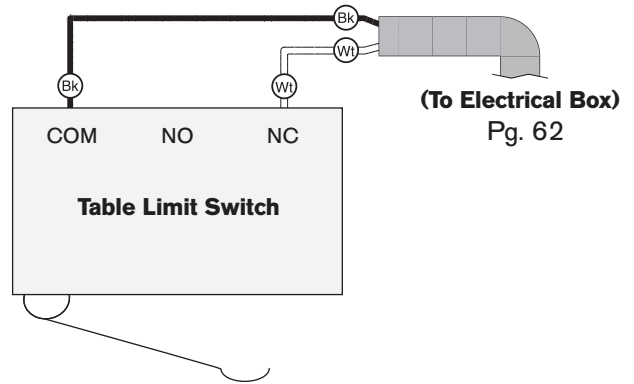 Bk
Wt
Bk
Wt
(To Electrical Box)
Pg. 62
COM NO NC
Table Limit Switch